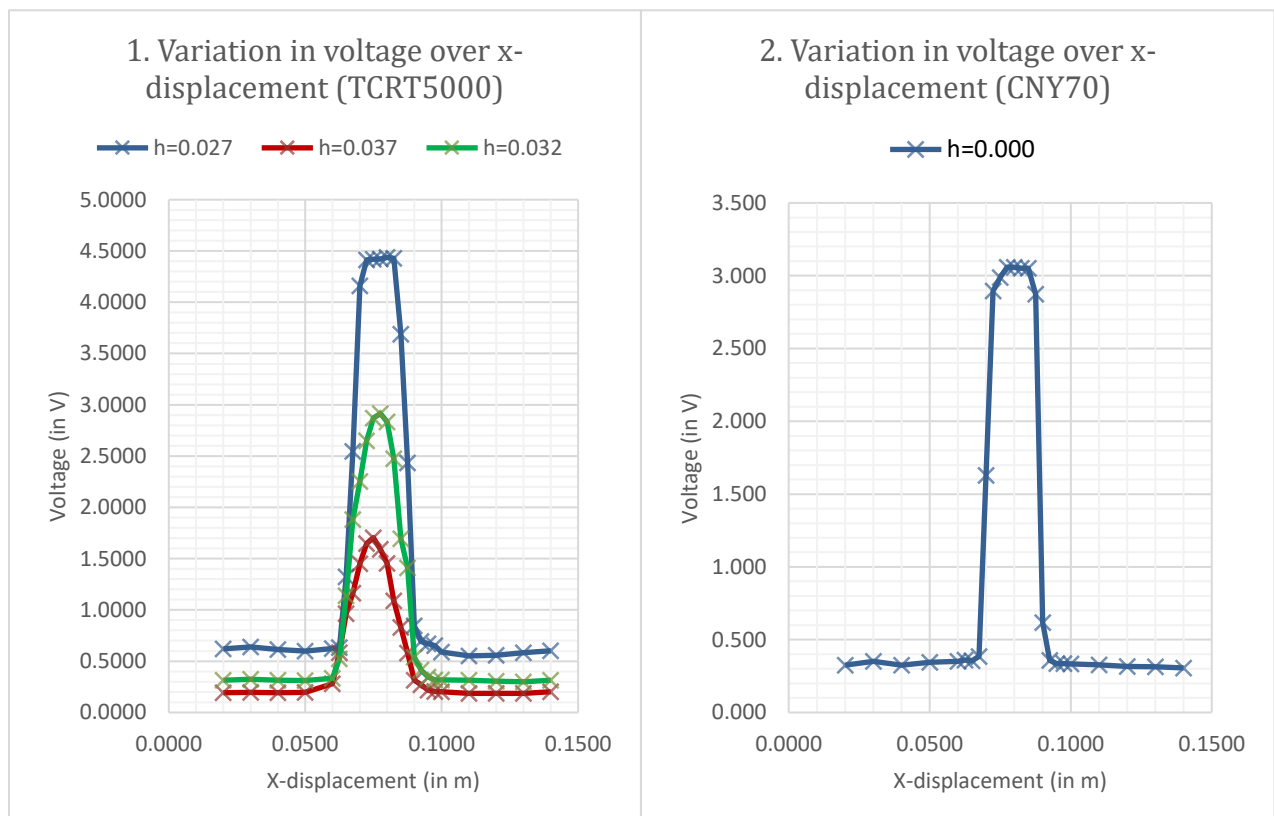 1. Variation in voltage over x-
displacement (TCRT5000)
h=0.027 h=0.037 h=0.032
5.0000
4.5000
4.0000
3.5000
3.0000
2.5000
2.0000
1.5000
1.0000
0.5000
0.0000
Voltage (in V)
0.0000 0.0500 0.1000 0.1500
X-displacement (in m)
2. Variation in voltage over x-
displacement (CNY70)
h=0.000
3.500
3.000
2.500
2.000
1.500
1.000
0.500
0.000
Voltage (in V)
0.0000 0.0500 0.1000 0.1500
X-displacement (in m)